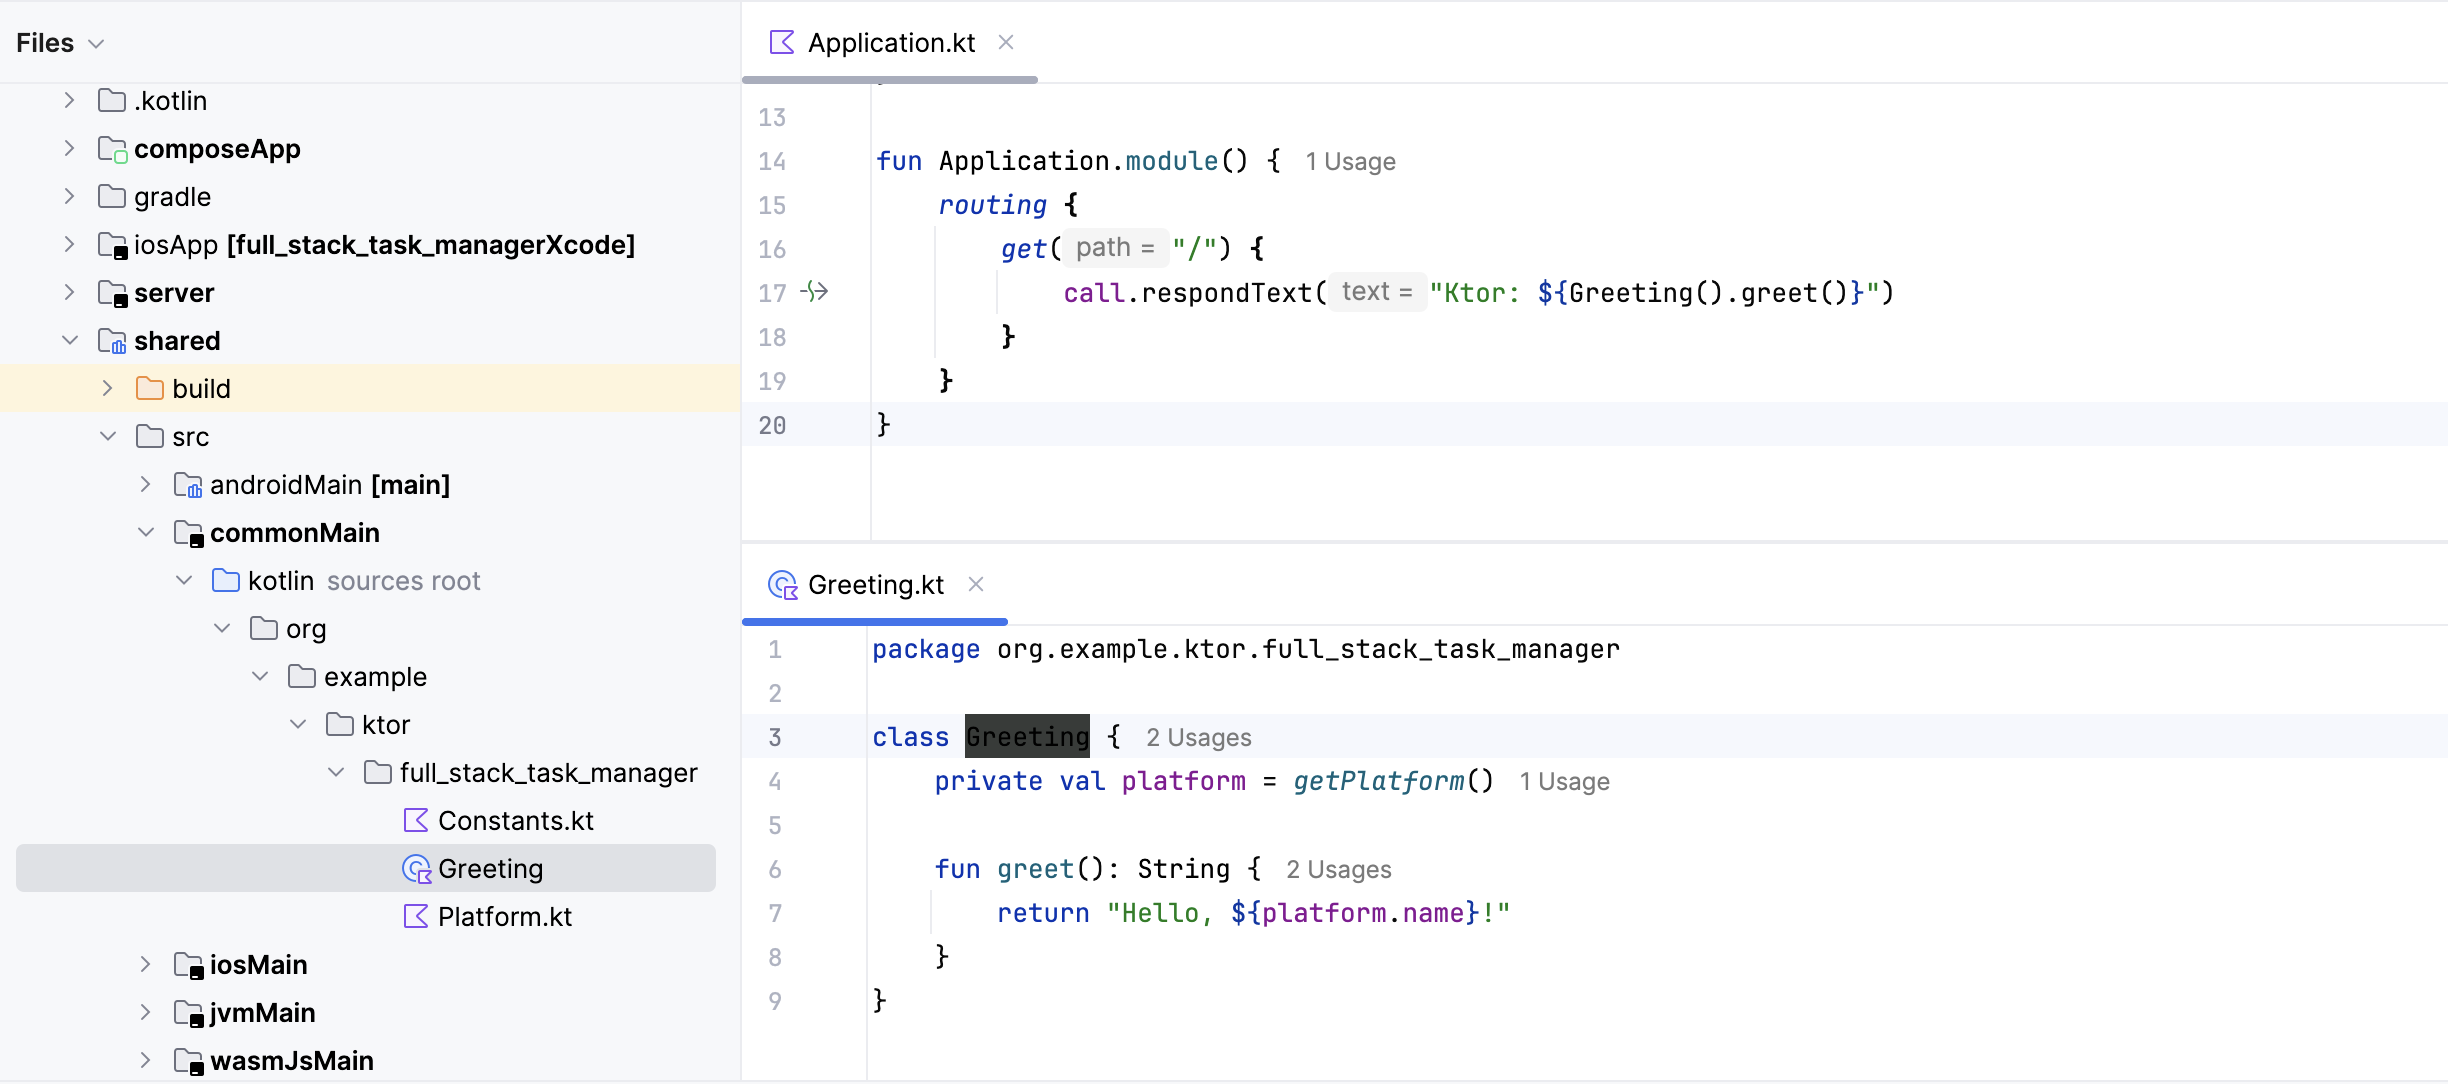 Files
.kotlin
composeApp
gradle
iosApp [full_stack_task_managerXcode]
server
shared
build
src
androidMain [main]
commonMain
kotlin sources root
org
example
ktor
full_stack_task_manager
Constants.kt
Greeting
Platform.kt
iosMain
jvmMain
wasmJsMain
Application.kt
13
14 fun Application.module() { 1 Usage
15 routing {
16 get( path = "/") {
17 call.respondText( text = "Ktor: ${Greeting().greet()}")
18 }
19 }
20 }
Greeting.kt
1 package org.example.ktor.full_stack_task_manager
2
3 class Greeting { 2 Usages
4 private val platform = getPlatform() 1 Usage
5
6 fun greet(): String { 2 Usages
7 return "Hello, ${platform.name}!"
8 }
9 }